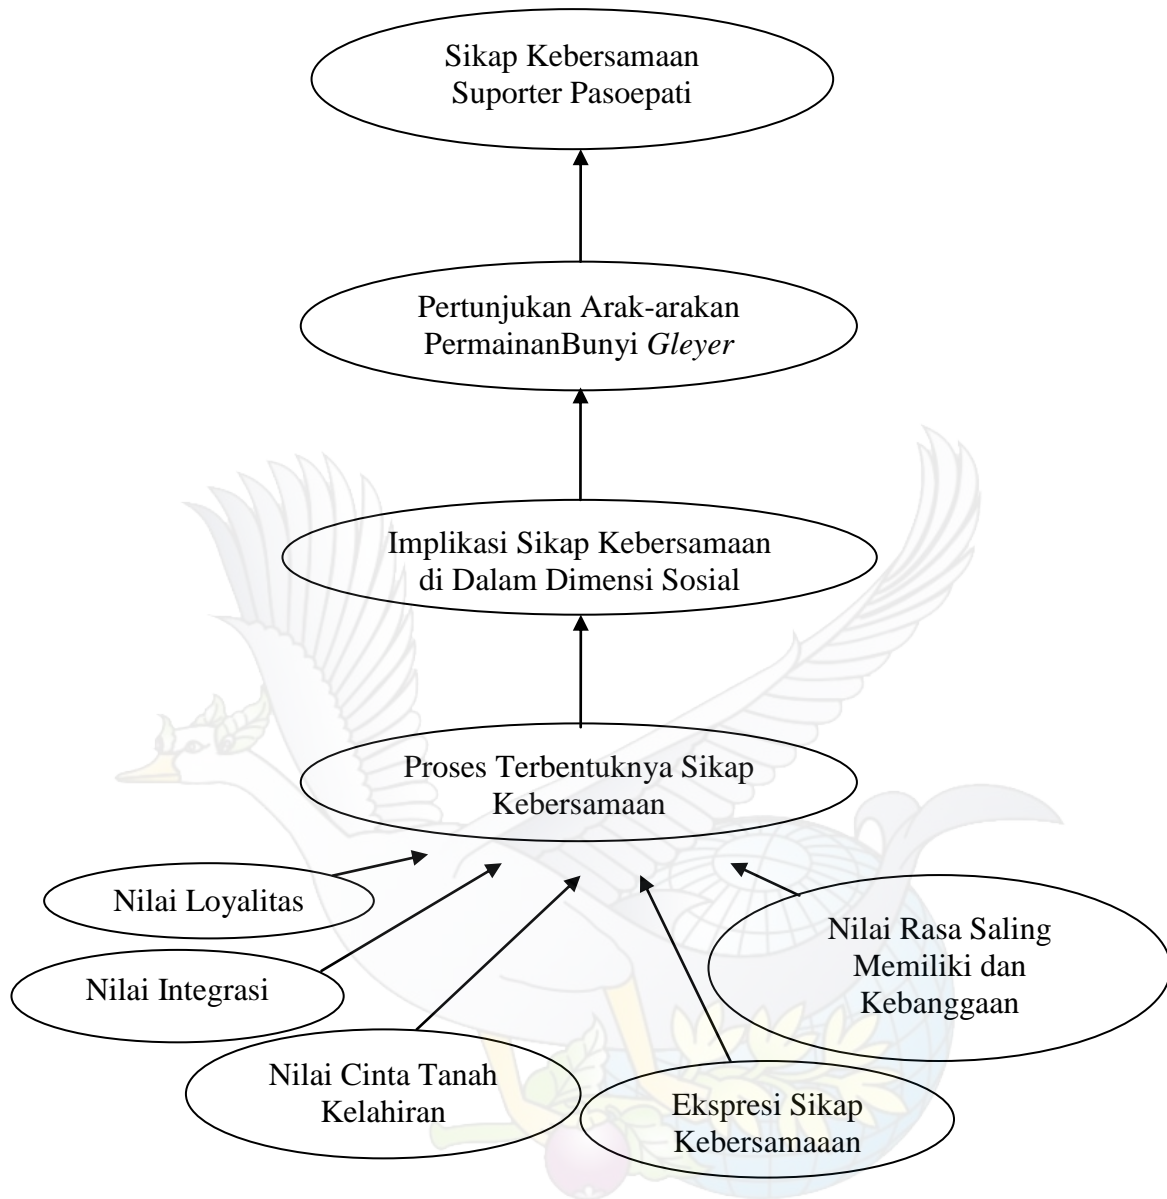 Sikap Kebersamaan
Suporter Pasoepati
Pertunjukan Arak-arakan
PermainanBunyi Gleyer
Implikasi Sikap Kebersamaan
di Dalam Dimensi Sosial
Proses Terbentuknya Sikap
Kebersamaan
Nilai Loyalitas
Nilai Integrasi
Nilai Cinta Tanah
Kelahiran
Ekspresi Sikap
Kebersamaaan
Nilai Rasa Saling
Memiliki dan
Kebanggaan